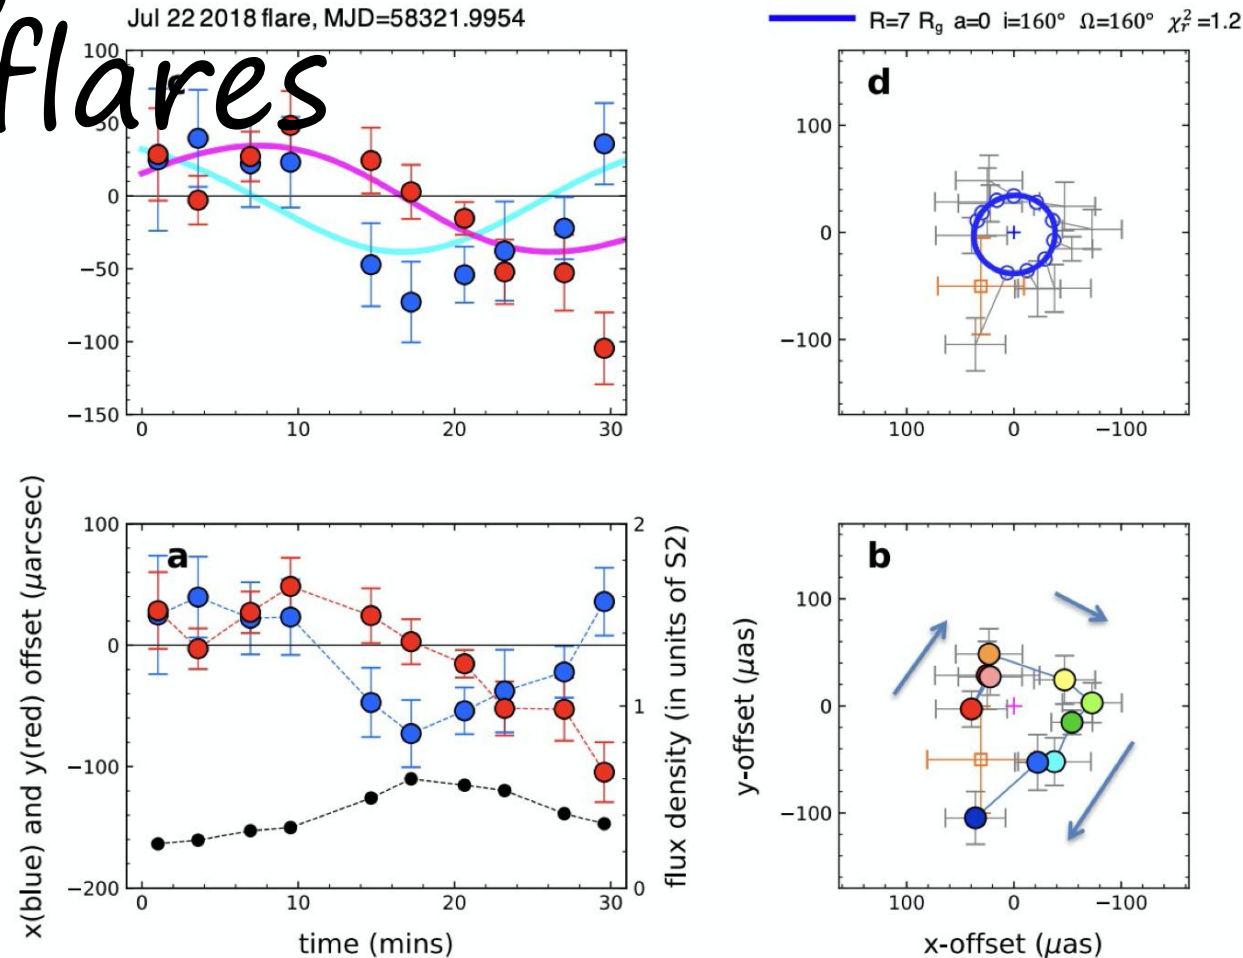 Jul 22 2018 flare, MJD=58321.9954
R=7 Rg a=0 i=160° Ω=160° χ²r =1.2
flares
100
50
0
−50
−100
−150
0 10 20 30
d
100
0
−100
100 0 −100
x(blue) and y(red) offset (μarcsec)
a
100
0
−100
−200
0 10 20 30
time (mins)
2
1
0
flux density (in units of S2)
b
y-offset (μas)
100
0
−100
100 0 −100
x-offset (μas)